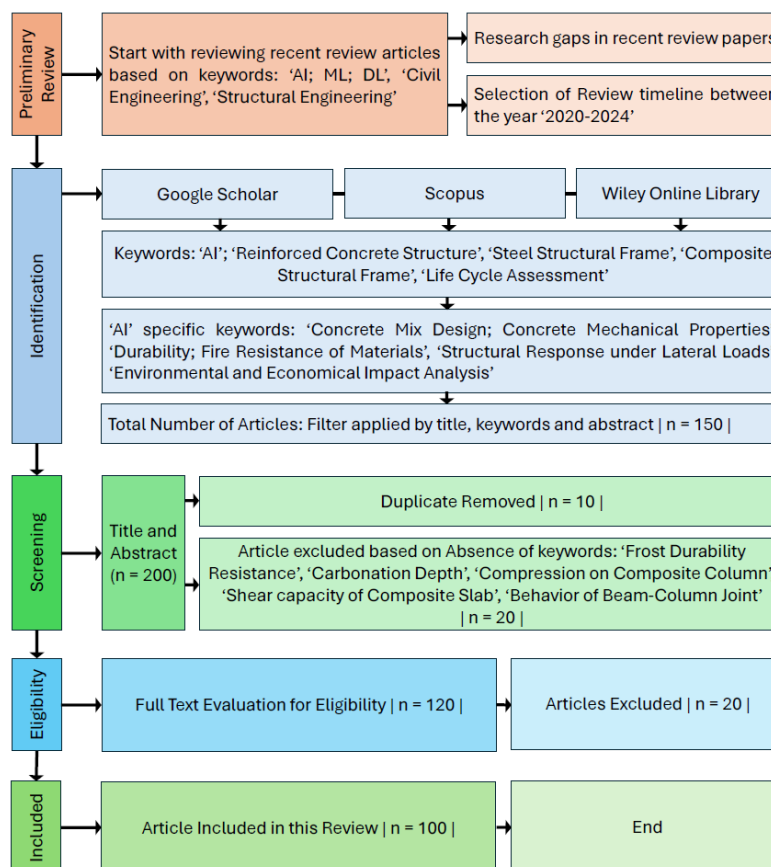 Preliminary
Review
Start with reviewing recent review articles
based on keywords: ‘AI; ML; DL’, ‘Civil
Engineering’, ‘Structural Engineering’
Research gaps in recent review papers
Selection of Review timeline between
the year ‘2020-2024’
Identification
Google Scholar
Scopus
Wiley Online Library
Keywords: ‘AI’; ‘Reinforced Concrete Structure’, ‘Steel Structural Frame’, ‘Composite
Structural Frame’, ‘Life Cycle Assessment’
‘AI’ specific keywords: ‘Concrete Mix Design; Concrete Mechanical Properties
‘Durability; Fire Resistance of Materials’, ‘Structural Response under Lateral Loads
‘Environmental and Economical Impact Analysis’
Total Number of Articles: Filter applied by title, keywords and abstract | n = 150 |
Screening
Title and
Abstract
(n = 200)
Duplicate Removed | n = 10 |
Article excluded based on Absence of keywords: ‘Frost Durability
Resistance’, ‘Carbonation Depth’, ‘Compression on Composite Column’
‘Shear capacity of Composite Slab’, ‘Behavior of Beam-Column Joint’
| n = 20 |
Eligibility
Full Text Evaluation for Eligibility | n = 120 |
Articles Excluded | n = 20 |
Included
Article Included in this Review | n = 100 |
End